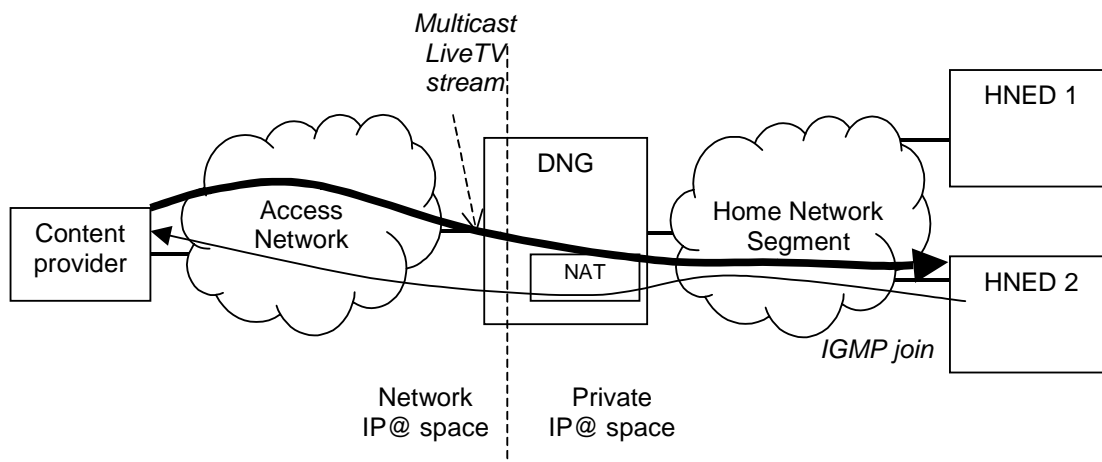 Multicast
LiveTV
stream
HNED 1
DNG
Access
Network
Home Network
Segment
Content
provider
NAT
HNED 2
IGMP join
Network
IP@ space
Private
IP@ space